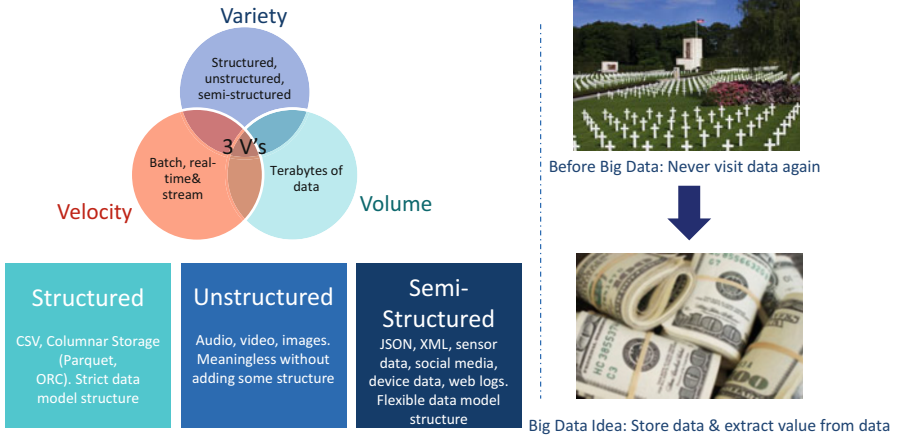 Variety
Structured,
unstructured,
semi-structured
3 V's
Batch, real-
time&
stream
Terabytes of
data
Velocity
Volume
Structured
CSV, Columnar Storage
(Parquet,
ORC). Strict data
model structure
Unstructured
Audio, video, images.
Meaningless without
adding some structure
Semi-
Structured
JSON, XML, sensor
data, social media,
device data, web logs.
Flexible data model
structure
Before Big Data: Never visit data again
100
Big Data Idea: Store data & extract value from data